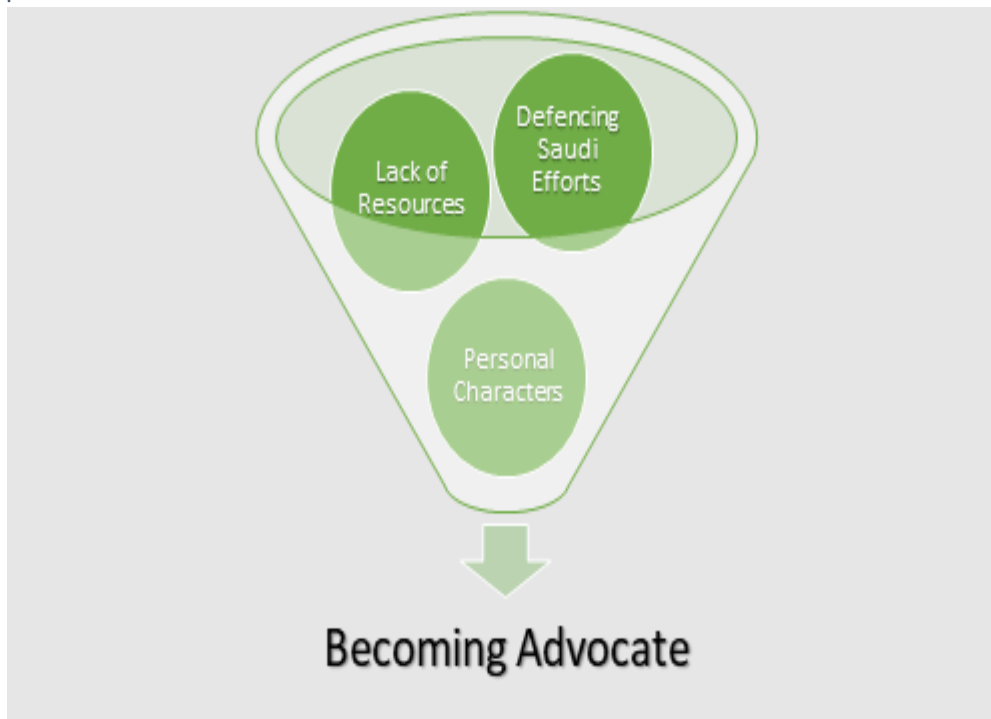 Defencing
Saudi
Efforts
Lack of
Resources
Personal
Characters
Becoming Advocate